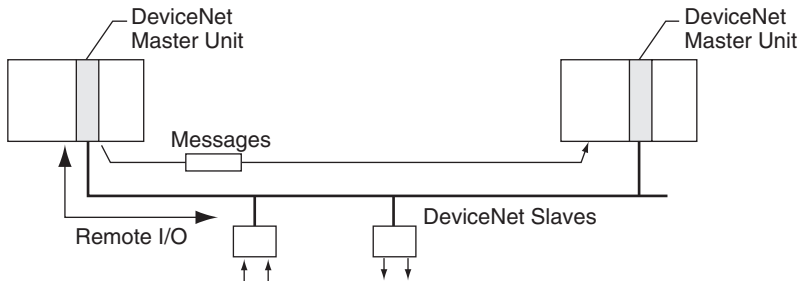 DeviceNet
Master Unit
DeviceNet
Master Unit
Messages
DeviceNet Slaves
Remote I/O